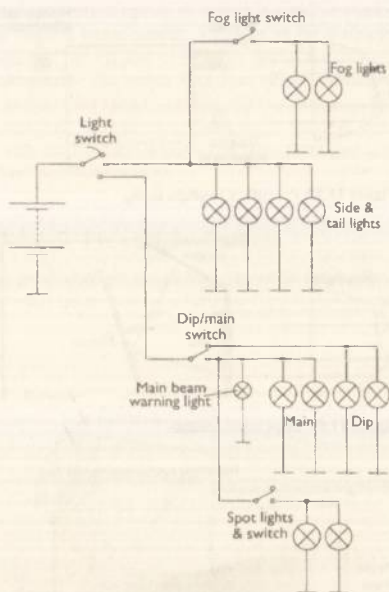 Fog light switch
Fog lights
Light
switch
Side &
tail lights
Dip/main
switch
Main beam
warning light
Main
Dip
Spot lights
& switch